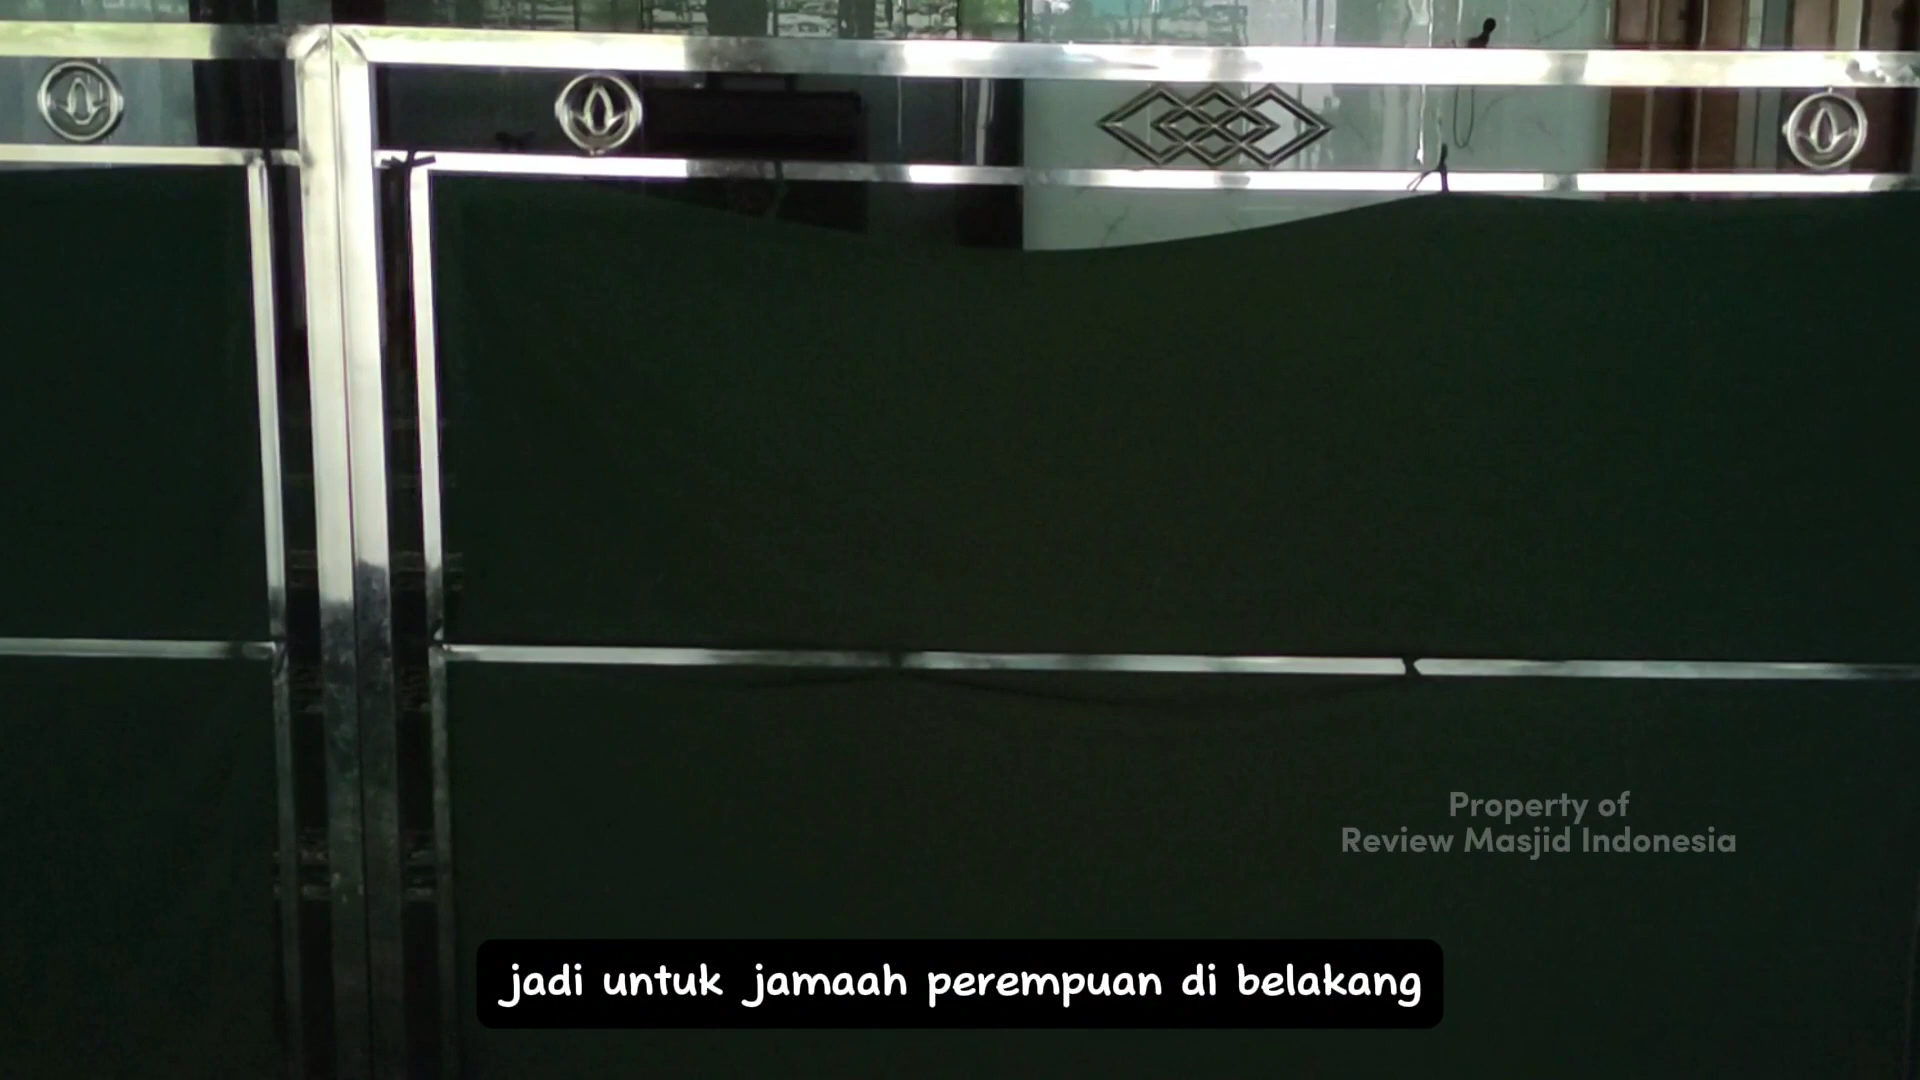 Property of
Review Masjid Indonesia
jadi untuk jamaah perempuan di belakang